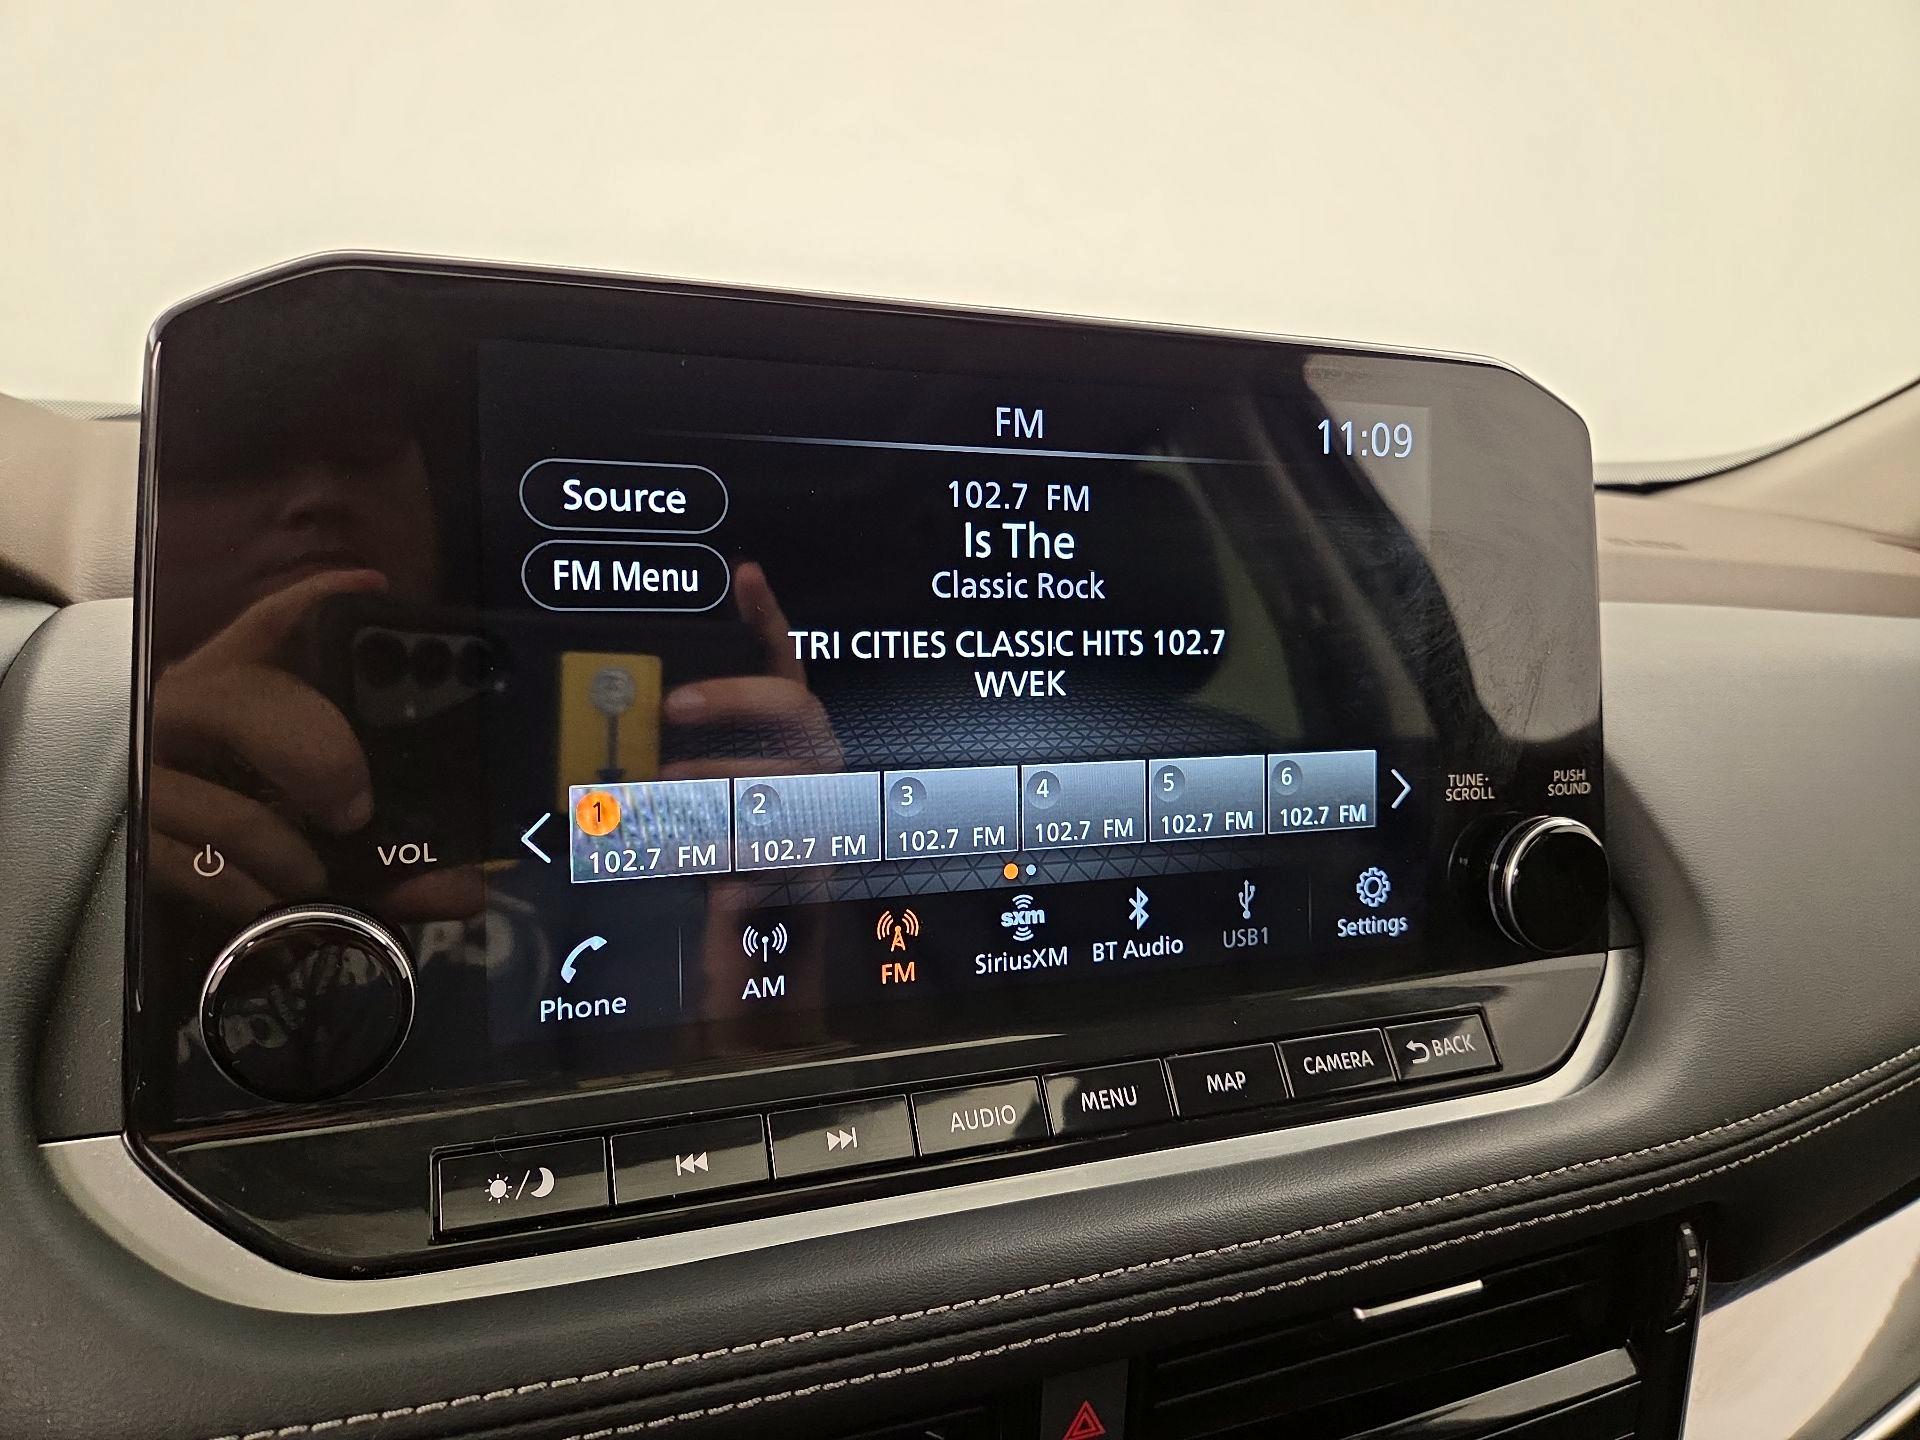 FM
11:09
Source
102.7 FM
Is The
FM Menu
Classic Rock
TRI CITIES CLASSIC HITS 102.7
WVEK
1
102.7 FM
2
102.7 FM
3
102.7 FM
4
102.7 FM
5
102.7 FM
6
102.7 FM
TUNE•
SCROLL
PUSH
SOUND
VOL
Phone
AM
FM
sxm
SiriusXM
BT Audio
USB1
Settings
AUDIO
MENU
MAP
CAMERA
BACK